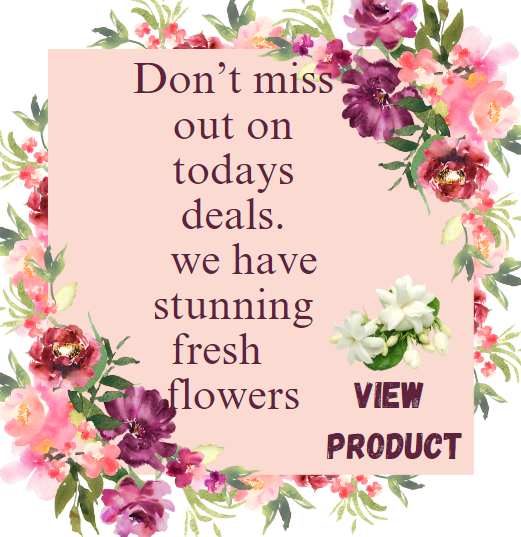 Don’t miss
out on
todays
deals.
we have
stunning
fresh
flowers
VIEW
PRODUCT